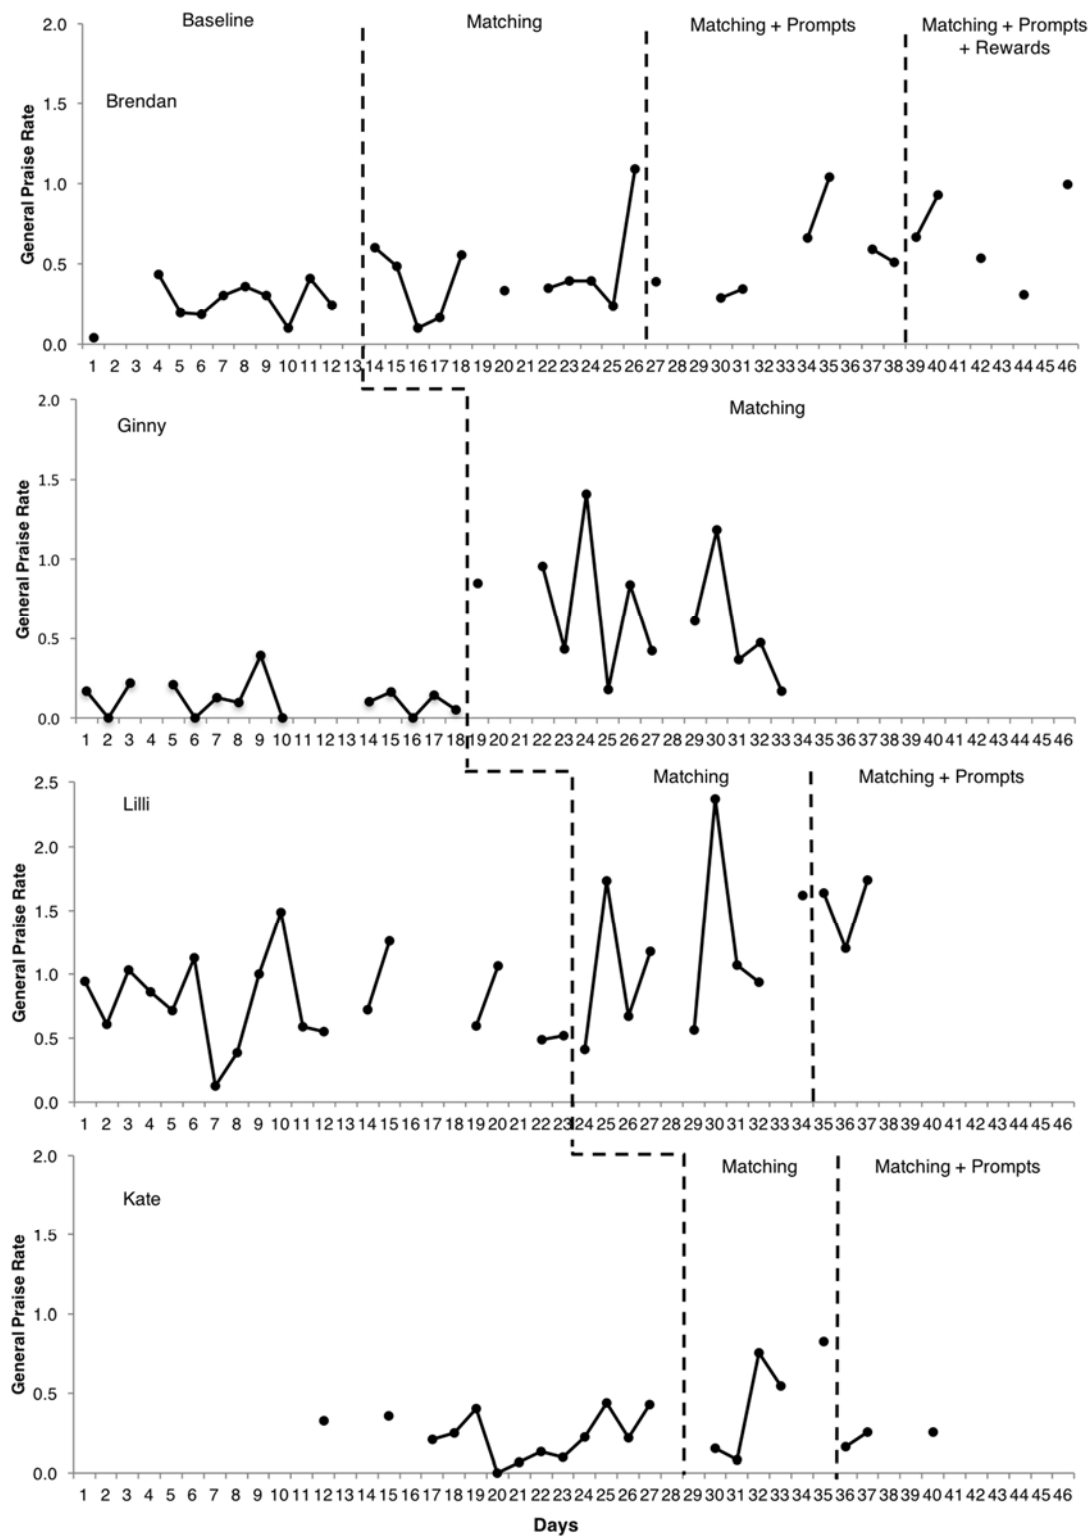 Baseline Matching Matching + Prompts Matching + Prompts
+ Rewards
2.0
Brendan
1.5
General Praise Rate
1.0
0.5
0.0
1 2 3 4 5 6 7 8 9 10 11 12 13 14 15 16 17 18 19 20 21 22 23 24 25 26 27 28 29 30 31 32 33 34 35 36 37 38 39 40 41 42 43 44 45 46
2.0
Matching
Ginny
1.5
General Praise Rate
1.0
0.5
0.0
1 2 3 4 5 6 7 8 9 10 11 12 13 14 15 16 17 18 19 20 21 22 23 24 25 26 27 28 29 30 31 32 33 34 35 36 37 38 39 40 41 42 43 44 45 46
Matching Matching + Prompts
2.5
Lilli
2.0
General Praise Rate
1.5
1.0
0.5
0.0
1 2 3 4 5 6 7 8 9 10 11 12 13 14 15 16 17 18 19 20 21 22 23 24 25 26 27 28 29 30 31 32 33 34 35 36 37 38 39 40 41 42 43 44 45 46
2.0
Matching Matching + Prompts
Kate
1.5
General Praise Rate
1.0
0.5
0.0
1 2 3 4 5 6 7 8 9 10 11 12 13 14 15 16 17 18 19 20 21 22 23 24 25 26 27 28 29 30 31 32 33 34 35 36 37 38 39 40 41 42 43 44 45 46
Days